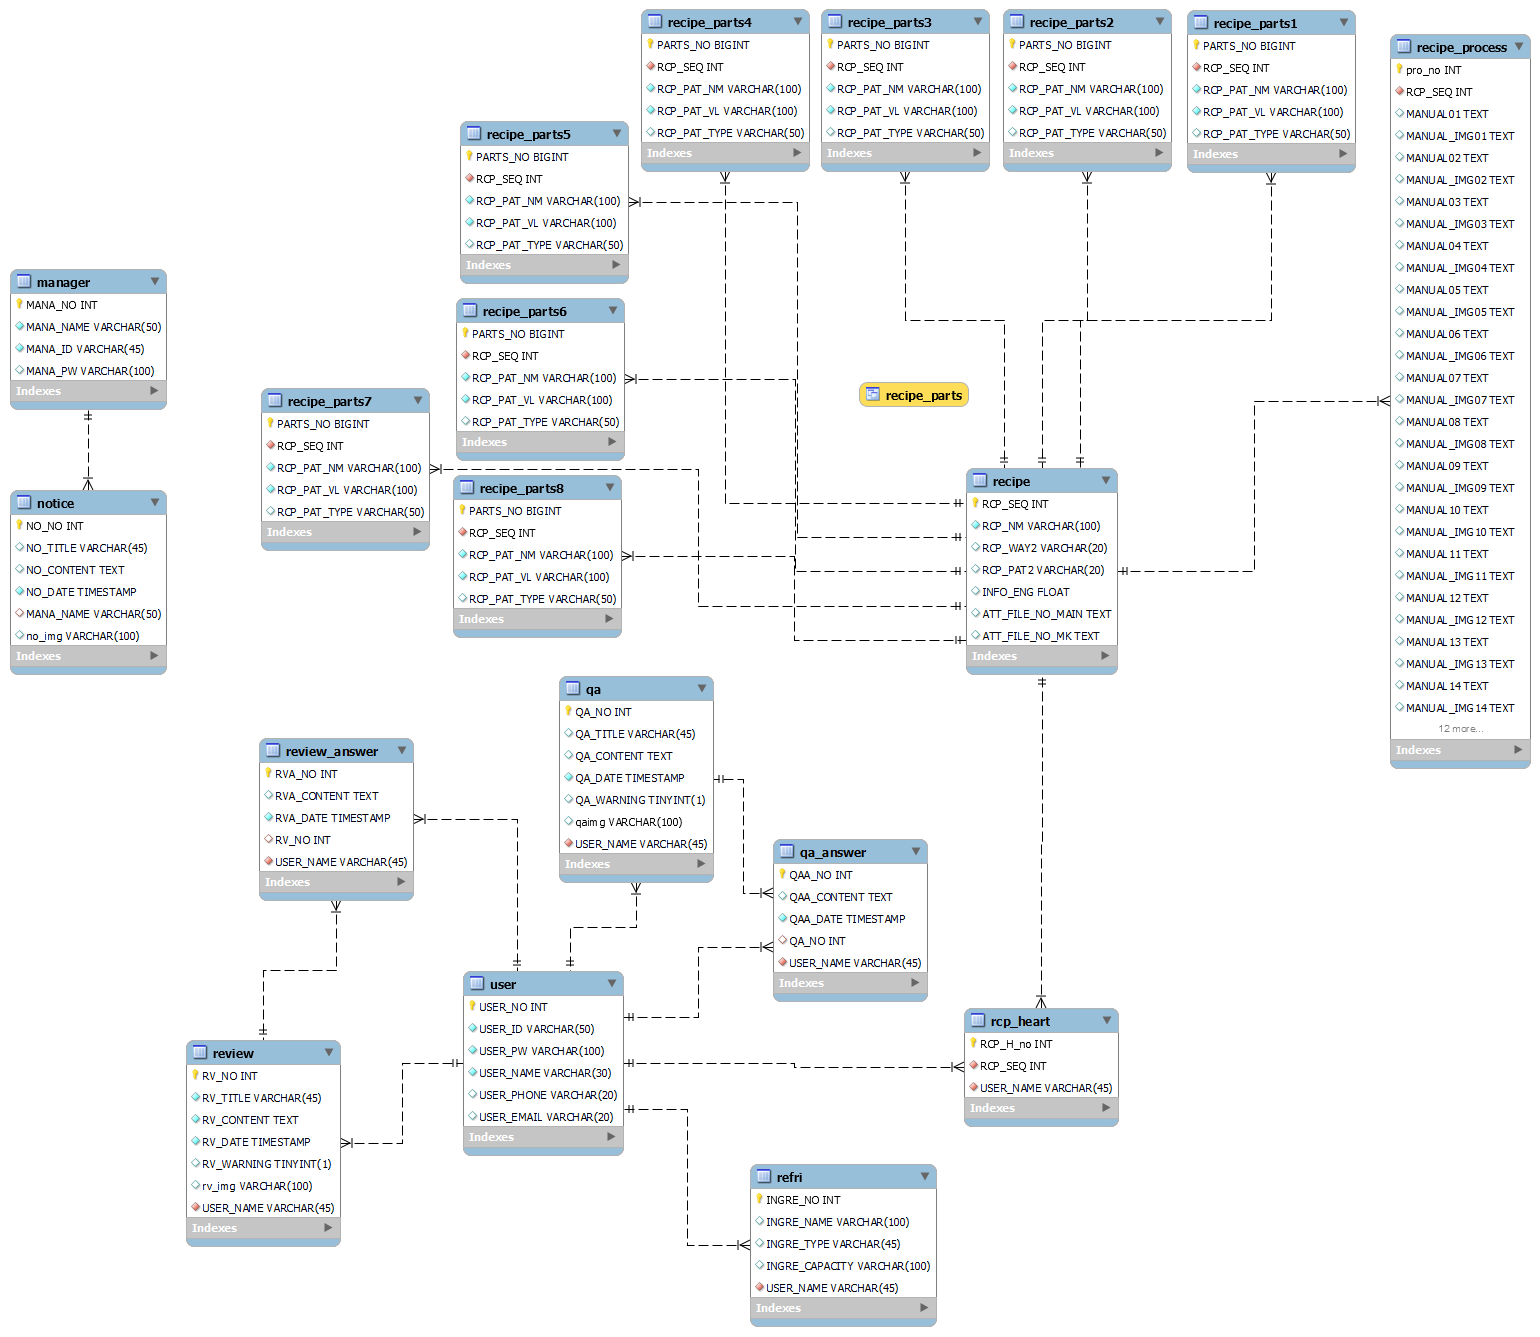 recipe_parts4
PARTS_NO BIGINT
RCP_SEQ INT
RCP_PAT_NM VARCHAR(100)
RCP_PAT_VL VARCHAR(100)
RCP_PAT_TYPE VARCHAR(50)
Indexes
recipe_parts3
PARTS_NO BIGINT
RCP_SEQ INT
RCP_PAT_NM VARCHAR(100)
RCP_PAT_VL VARCHAR(100)
RCP_PAT_TYPE VARCHAR(50)
Indexes
recipe_parts2
PARTS_NO BIGINT
RCP_SEQ INT
RCP_PAT_NM VARCHAR(100)
RCP_PAT_VL VARCHAR(100)
RCP_PAT_TYPE VARCHAR(50)
Indexes
recipe_parts1
PARTS_NO BIGINT
RCP_SEQ INT
RCP_PAT_NM VARCHAR(100)
RCP_PAT_VL VARCHAR(100)
RCP_PAT_TYPE VARCHAR(50)
Indexes
recipe_process
pro_no INT
RCP_SEQ INT
MANUAL01 TEXT
MANUAL_IMG01 TEXT
MANUAL02 TEXT
MANUAL_IMG02 TEXT
MANUAL03 TEXT
MANUAL_IMG03 TEXT
MANUAL04 TEXT
MANUAL_IMG04 TEXT
MANUAL05 TEXT
MANUAL_IMG05 TEXT
MANUAL06 TEXT
MANUAL_IMG06 TEXT
MANUAL07 TEXT
MANUAL_IMG07 TEXT
MANUAL08 TEXT
MANUAL_IMG08 TEXT
MANUAL09 TEXT
MANUAL_IMG09 TEXT
MANUAL10 TEXT
MANUAL_IMG10 TEXT
MANUAL11 TEXT
MANUAL_IMG11 TEXT
MANUAL12 TEXT
MANUAL_IMG12 TEXT
MANUAL13 TEXT
MANUAL_IMG13 TEXT
MANUAL14 TEXT
MANUAL_IMG14 TEXT
12 more...
Indexes
recipe_parts5
PARTS_NO BIGINT
RCP_SEQ INT
RCP_PAT_NM VARCHAR(100)
RCP_PAT_VL VARCHAR(100)
RCP_PAT_TYPE VARCHAR(50)
Indexes
manager
MANA_NO INT
MANA_NAME VARCHAR(50)
MANA_ID VARCHAR(45)
MANA_PW VARCHAR(100)
Indexes
recipe_parts6
PARTS_NO BIGINT
RCP_SEQ INT
RCP_PAT_NM VARCHAR(100)
RCP_PAT_VL VARCHAR(100)
RCP_PAT_TYPE VARCHAR(50)
Indexes
recipe_parts
recipe_parts7
PARTS_NO BIGINT
RCP_SEQ INT
RCP_PAT_NM VARCHAR(100)
RCP_PAT_VL VARCHAR(100)
RCP_PAT_TYPE VARCHAR(50)
Indexes
recipe_parts8
PARTS_NO BIGINT
RCP_SEQ INT
RCP_PAT_NM VARCHAR(100)
RCP_PAT_VL VARCHAR(100)
RCP_PAT_TYPE VARCHAR(50)
Indexes
recipe
RCP_SEQ INT
RCP_NM VARCHAR(100)
RCP_WAY2 VARCHAR(20)
RCP_PAT2 VARCHAR(20)
INFO_ENG FLOAT
ATT_FILE_NO_MAIN TEXT
ATT_FILE_NO_MK TEXT
Indexes
notice
NO_NO INT
NO_TITLE VARCHAR(45)
NO_CONTENT TEXT
NO_DATE TIMESTAMP
MANA_NAME VARCHAR(50)
no_img VARCHAR(100)
Indexes
qa
QA_NO INT
QA_TITLE VARCHAR(45)
QA_CONTENT TEXT
QA_DATE TIMESTAMP
QA_WARNING TINYINT(1)
qaimg VARCHAR(100)
USER_NAME VARCHAR(45)
Indexes
review_answer
RVA_NO INT
RVA_CONTENT TEXT
RVA_DATE TIMESTAMP
RV_NO INT
USER_NAME VARCHAR(45)
Indexes
qa_answer
QAA_NO INT
QAA_CONTENT TEXT
QAA_DATE TIMESTAMP
QA_NO INT
USER_NAME VARCHAR(45)
Indexes
user
USER_NO INT
USER_ID VARCHAR(50)
USER_PW VARCHAR(100)
USER_NAME VARCHAR(30)
USER_PHONE VARCHAR(20)
USER_EMAIL VARCHAR(20)
Indexes
rcp_heart
RCP_H_no INT
RCP_SEQ INT
USER_NAME VARCHAR(45)
Indexes
review
RV_NO INT
RV_TITLE VARCHAR(45)
RV_CONTENT TEXT
RV_DATE TIMESTAMP
RV_WARNING TINYINT(1)
rv_img VARCHAR(100)
USER_NAME VARCHAR(45)
Indexes
refri
INGRE_NO INT
INGRE_NAME VARCHAR(100)
INGRE_TYPE VARCHAR(45)
INGRE_CAPACITY VARCHAR(100)
USER_NAME VARCHAR(45)
Indexes